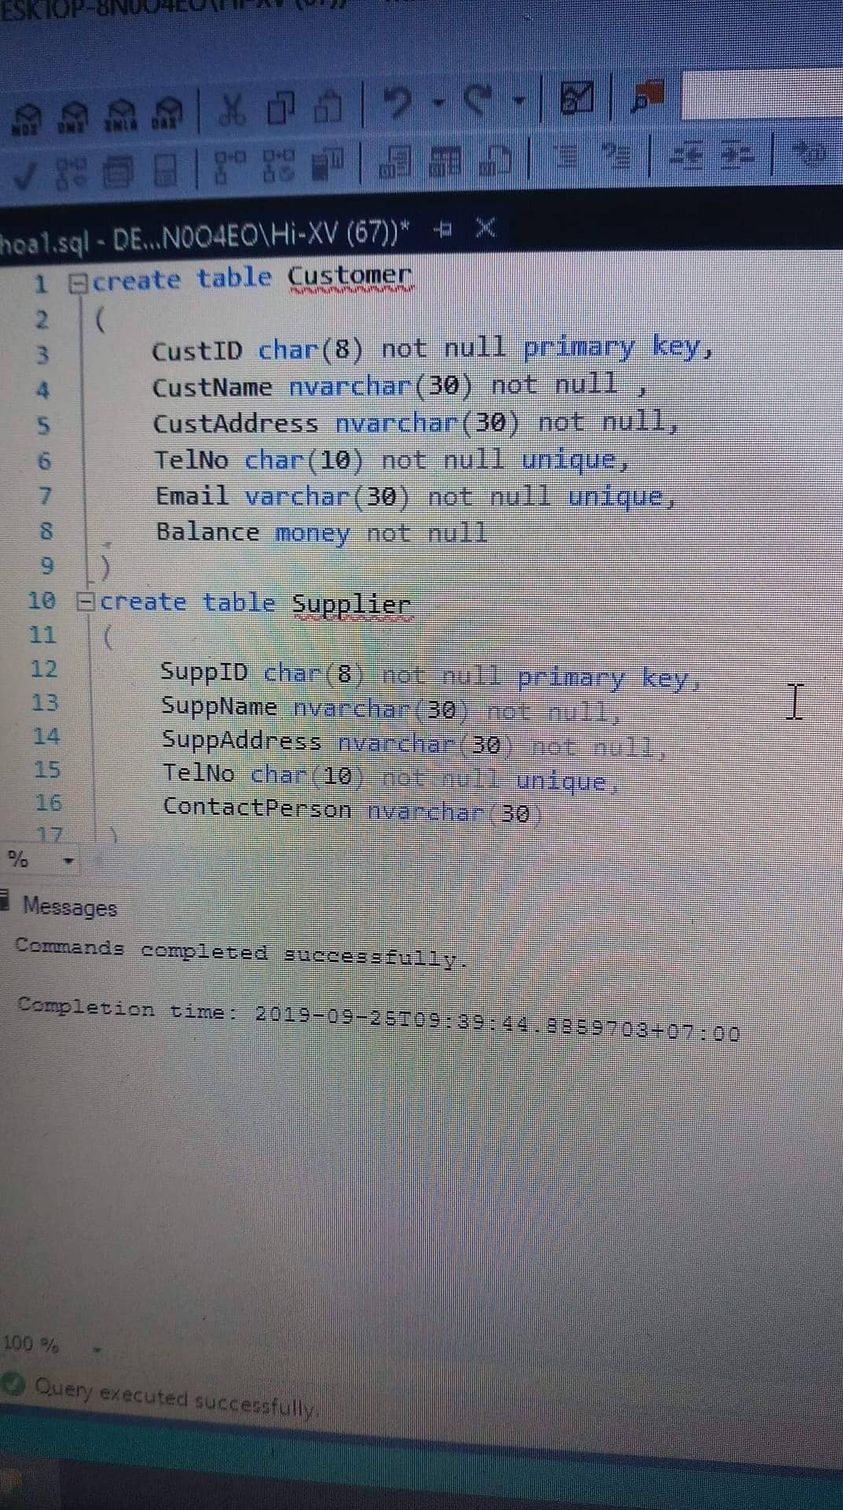 MDX DMX XMLA DAX
hoa1.sql - DE...N0O4EO\Hi-XV (67))*
1 create table Customer
2 (
3 CustID char(8) not null primary key,
4 CustName nvarchar(30) not null ,
5 CustAddress nvarchar(30) not null,
6 TelNo char(10) not null unique,
7 Email varchar(30) not null unique,
8 Balance money not null
9 )
10 create table Supplier
11 (
12 SuppID char(8) not null primary key,
13 SuppName nvarchar(30) not null,
14 SuppAddress nvarchar(30) not null,
15 TelNo char(10) not null unique,
16 ContactPerson nvarchar(30)
17 )
%
Messages
Commands completed successfully.
Completion time: 2019-09-25T09:39:44.8859703+07:00
100 %
Query executed successfully.